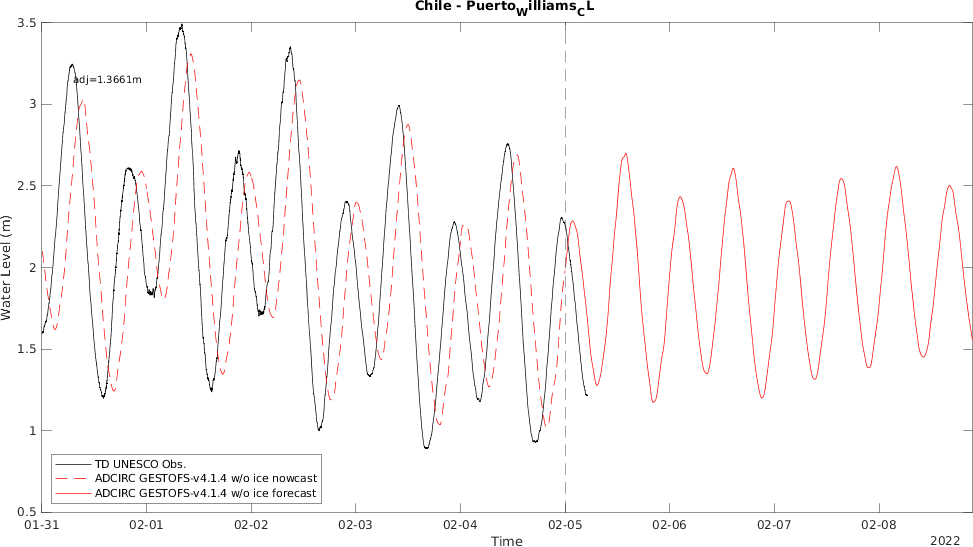 Chile - Puerto_Williams_CL
3.5
adj=1.3661m
3
2.5
2
1.5
1
0.5
Water Level (m)
TD UNESCO Obs.
ADCIRC GESTOFS-v4.1.4 w/o ice nowcast
ADCIRC GESTOFS-v4.1.4 w/o ice forecast
01-31 02-01 02-02 02-03 02-04 02-05 02-06 02-07 02-08
Time
2022